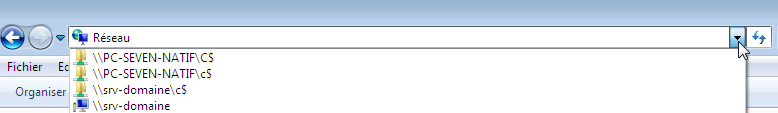 Réseau
\\PC-SEVEN-NATIF\C$
Fichier
\\PC-SEVEN-NATIF\c$
\\srv-domaine\c$
Organiser
\\srv-domaine